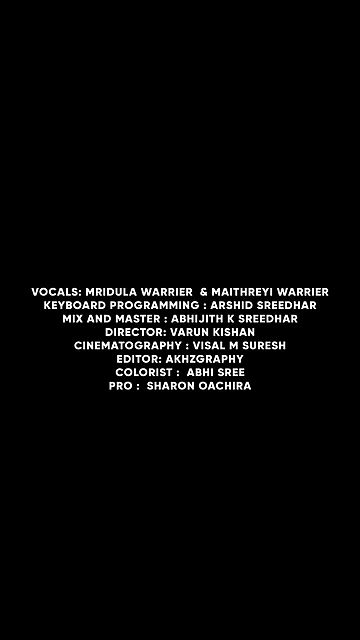 VOCALS: MRIDULA WARRIER & MAITHREYI WARRIER
KEYBOARD PROGRAMMING : ARSHID SREEDHAR
MIX AND MASTER : ABHIJITH K SREEDHAR
DIRECTOR: VARUN KISHAN
CINEMATOGRAPHY : VISAL M SURESH
EDITOR: AKHZGRAPHY
COLORIST : ABHI SREE
PRO : SHARON OACHIRA